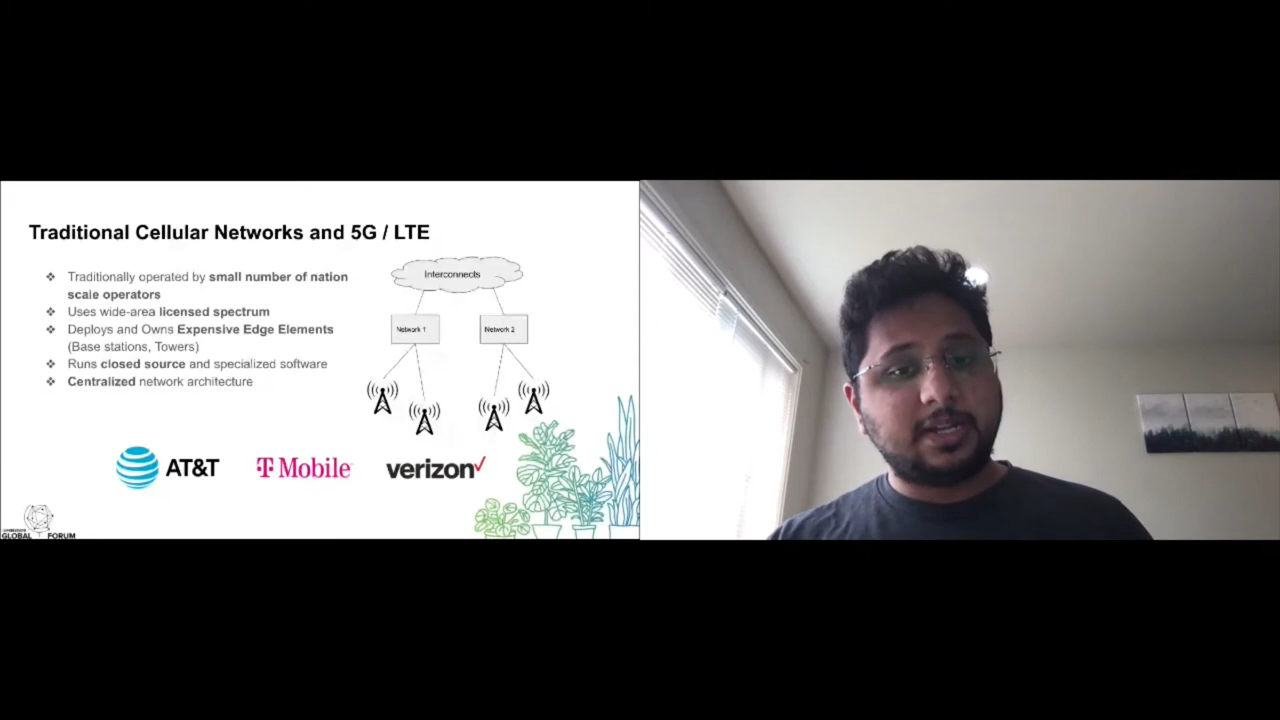 Traditional Cellular Networks and 5G / LTE
❖ Traditionally operated by small number of nation
scale operators
❖ Uses wide-area licensed spectrum
❖ Deploys and Owns Expensive Edge Elements
(Base stations, Towers)
❖ Runs closed source and specialized software
❖ Centralized network architecture
Interconnects
Network 1
Network 2
AT&T
T Mobile
verizon
GLOBAL FORUM